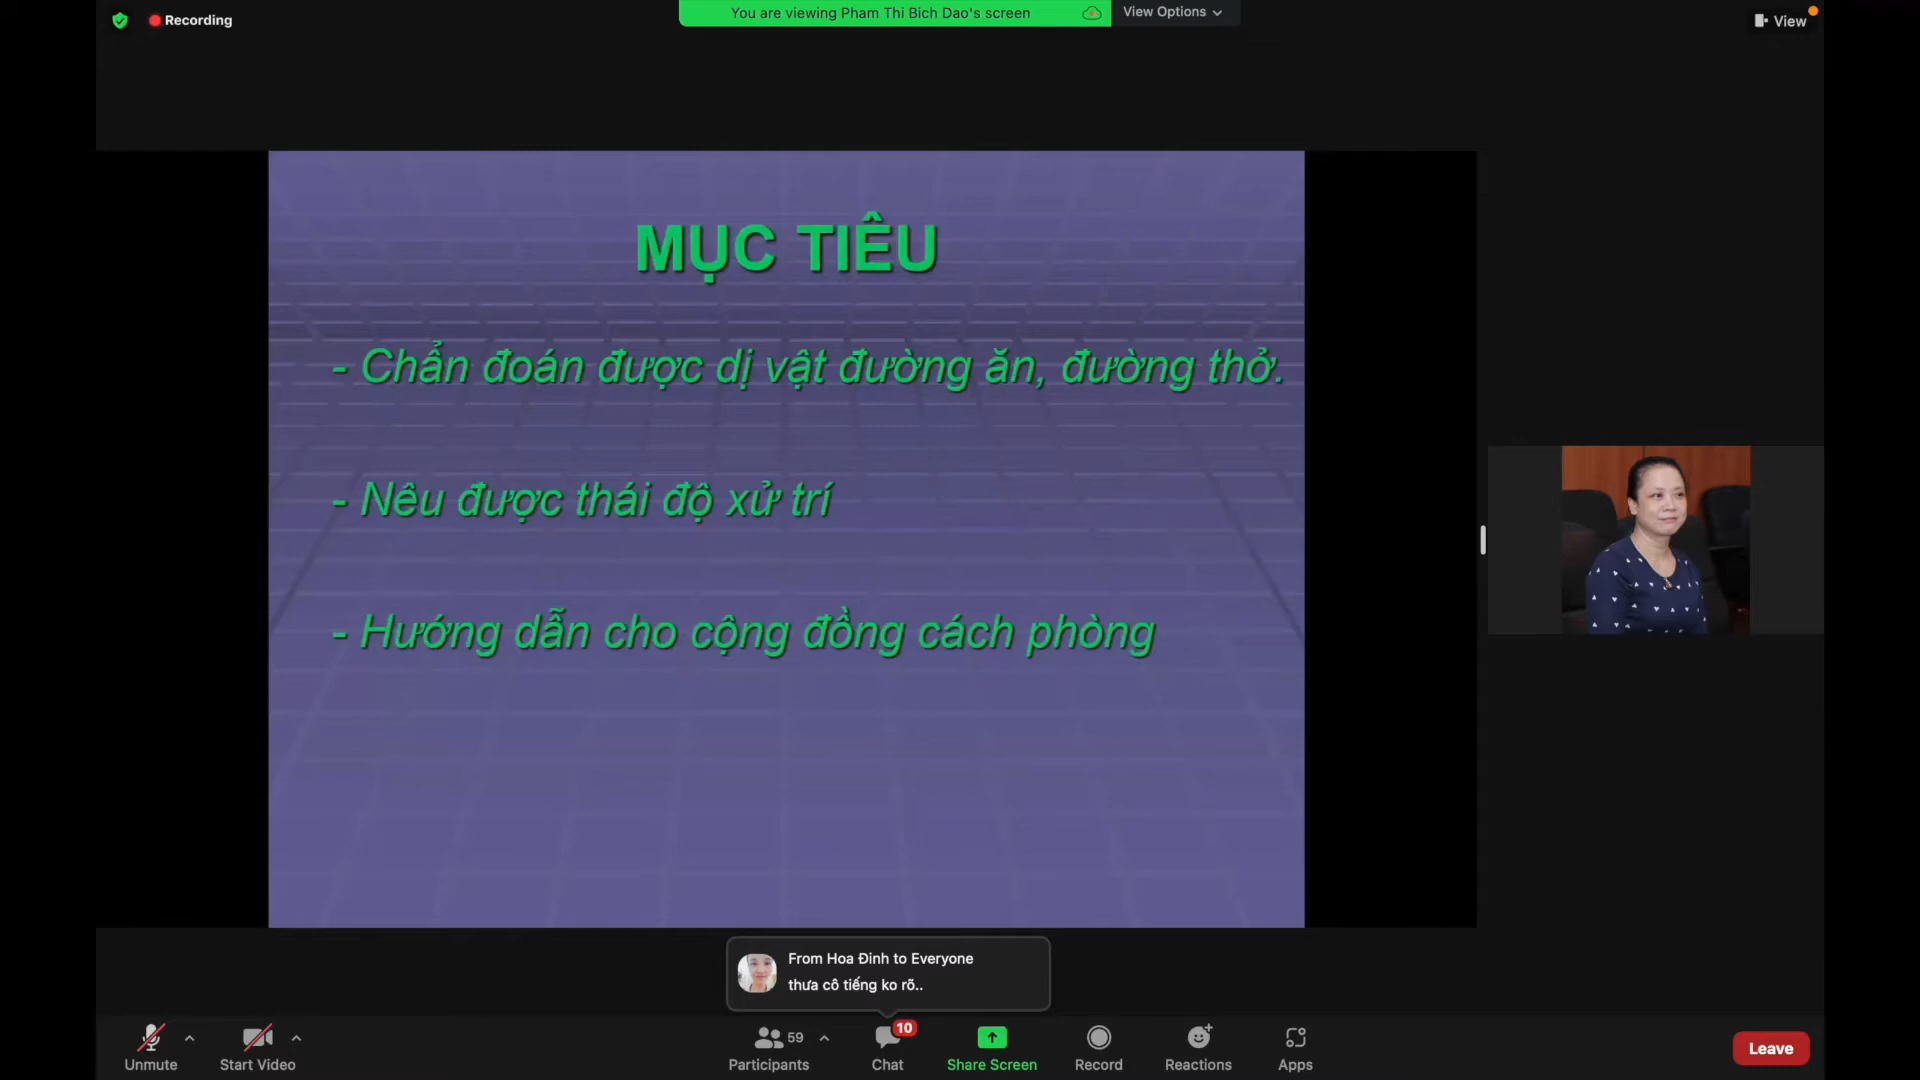 Recording
You are viewing Pham Thi Bich Dao's screen
View Options
View
MỤC TIÊU
- Chẩn đoán được dị vật đường ăn, đường thở.
- Nêu được thái độ xử trí
- Hướng dẫn cho cộng đồng cách phòng
From Hoa Đinh to Everyone
thưa cô tiếng ko rõ..
Unmute
Start Video
59
Participants
10
Chat
Share Screen
Record
Reactions
Apps
Leave